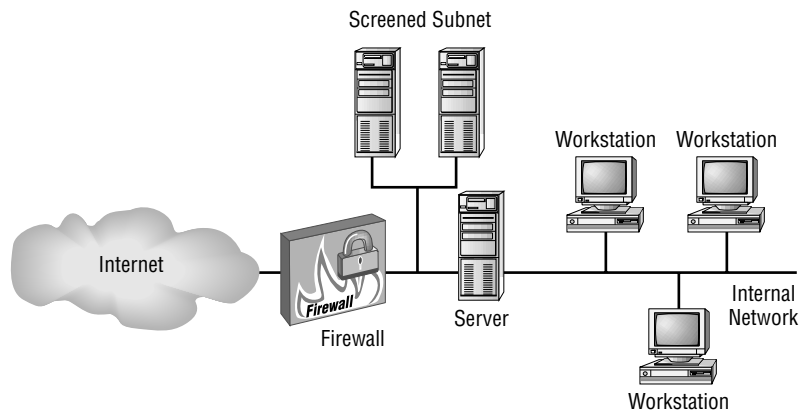 Screened Subnet
Workstation
Workstation
Internet
Firewall
Firewall
Server
Internal
Network
Workstation